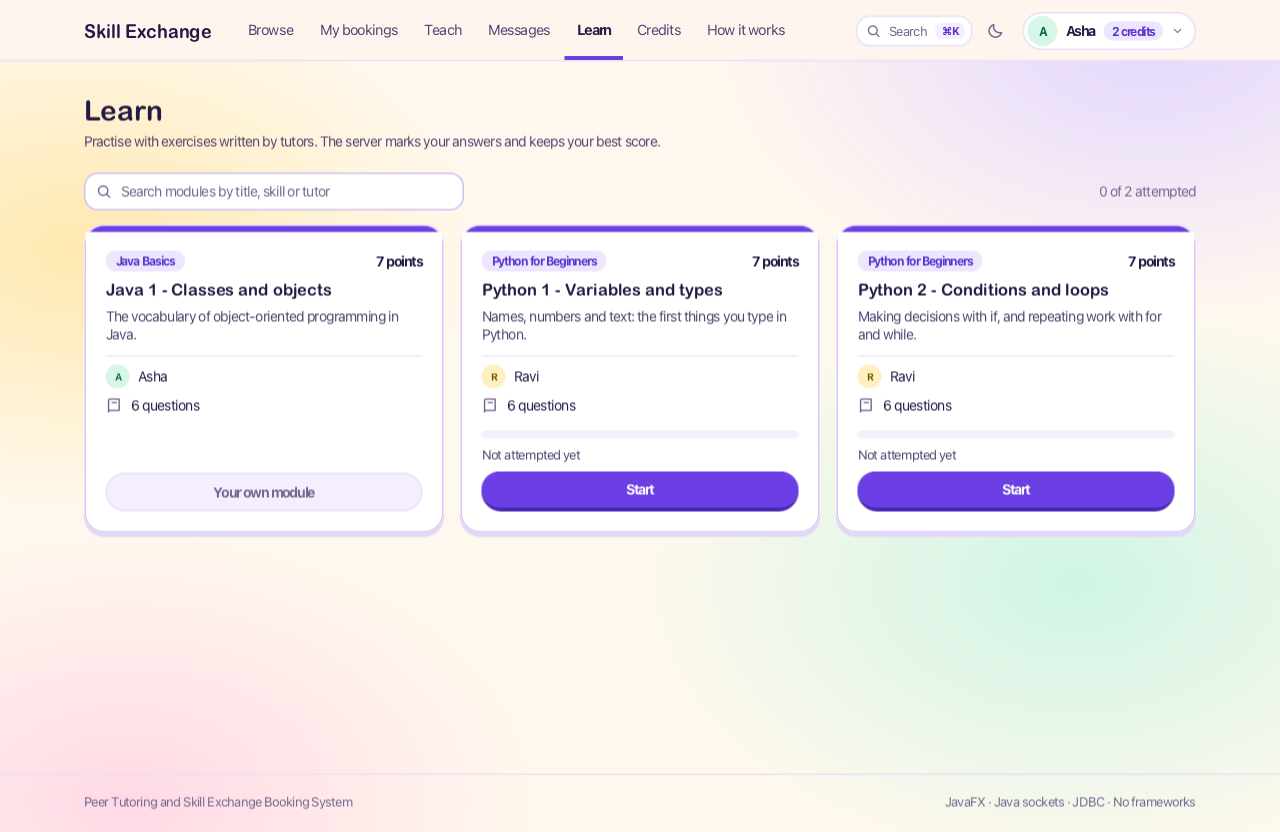 Skill Exchange
Browse
My bookings
Teach
Messages
Learn
Credits
How it works
Search
⌘K
A
Asha
2 credits
Learn
Practise with exercises written by tutors. The server marks your answers and keeps your best score.
Search modules by title, skill or tutor
0 of 2 attempted
Java Basics
7 points
Java 1 - Classes and objects
The vocabulary of object-oriented programming in
Java.
A
Asha
6 questions
Your own module
Python for Beginners
7 points
Python 1 - Variables and types
Names, numbers and text: the first things you type in
Python.
R
Ravi
6 questions
Not attempted yet
Start
Python for Beginners
7 points
Python 2 - Conditions and loops
Making decisions with if, and repeating work with for
and while.
R
Ravi
6 questions
Not attempted yet
Start
Peer Tutoring and Skill Exchange Booking System
JavaFX · Java sockets · JDBC · No frameworks